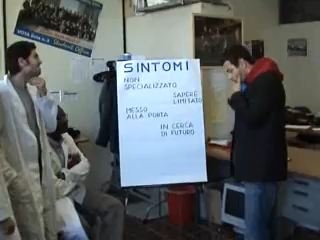 SINTOMI
NON
SPECIALIZZATO
SAPERE
LIMITATO
MESSO
ALLA PORTA
IN CERCA
DI FUTURO